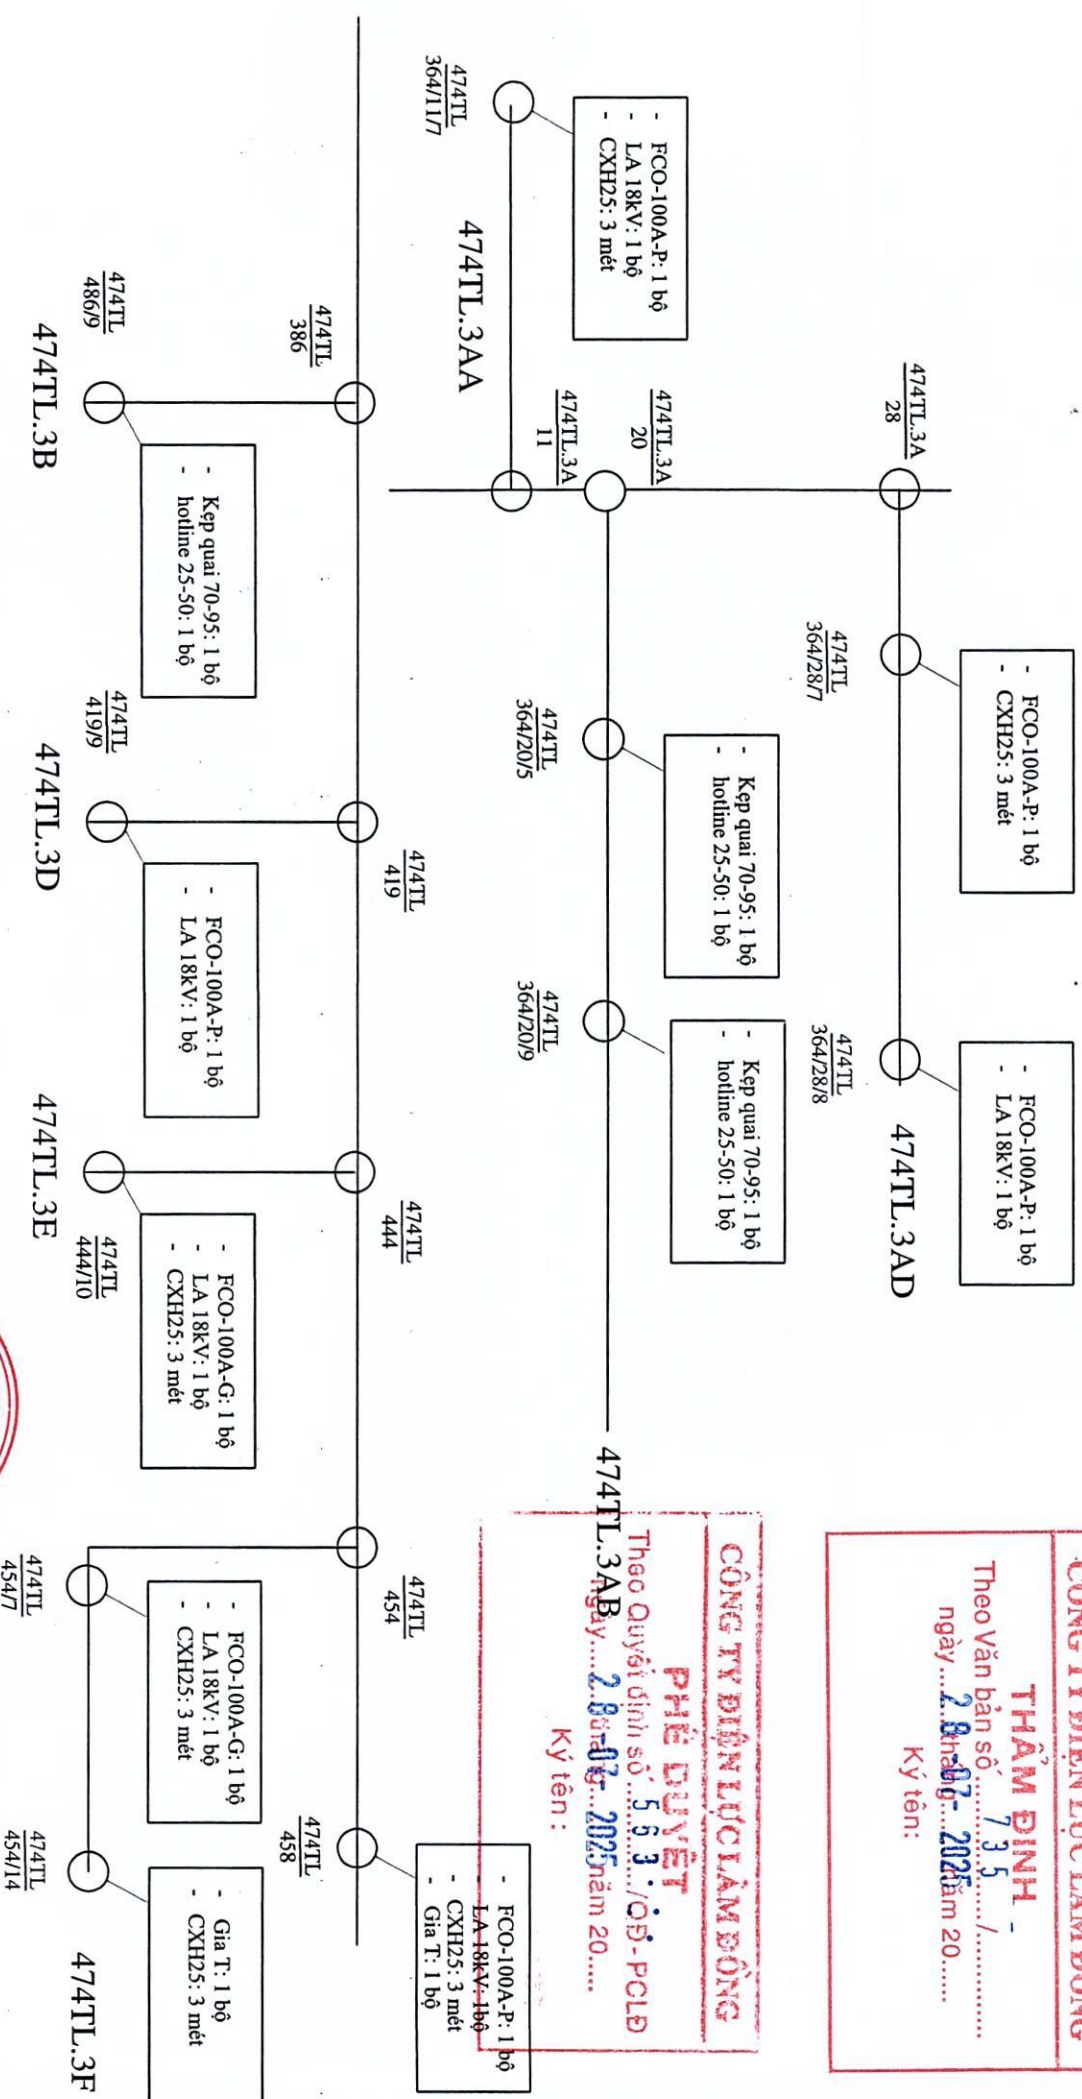 CÔNG TY ĐIỆN LỰC LÂM ĐỒNG
THẨM ĐỊNH
Theo Văn bản số 735/
ngày 28-07-2025 tháng năm 20
Ký tên:
- FCO-100A-P: 1 bộ
- CXH25: 3 mét
- FCO-100A-P: 1 bộ
- LA 18kV: 1 bộ
474TL.3A
28
474TL
364/28/7
474TL
364/28/8
474TL.3AD
- Kẹp quai 70-95: 1 bộ
- hotline 25-50: 1 bộ
- Kẹp quai 70-95: 1 bộ
- hotline 25-50: 1 bộ
474TL.3A
20
474TL
364/20/5
474TL
364/20/9
474TL.3AB
CÔNG TY ĐIỆN LỰC LÂM ĐỒNG
PHÊ DUYỆT
Theo Quyết định số 563/QĐ-PCLĐ
ngày 28-07-2025 tháng năm 20
Ký tên:
- FCO-100A-P: 1 bộ
- LA 18kV: 1 bộ
- CXH25: 3 mét
474TL
364/11/7
474TL.3AA
474TL.3A
11
- FCO-100A-P: 1 bộ
- LA 18kV: 1bộ
- CXH25: 3 mét
- Gia T: 1 bộ
474TL
386
474TL
419
474TL
444
474TL
454
474TL
458
- Kẹp quai 70-95: 1 bộ
- hotline 25-50: 1 bộ
- FCO-100A-P: 1 bộ
- LA 18kV: 1 bộ
- FCO-100A-G: 1 bộ
- LA 18kV: 1 bộ
- CXH25: 3 mét
- FCO-100A-G: 1 bộ
- LA 18kV: 1 bộ
- CXH25: 3 mét
- Gia T: 1 bộ
- CXH25: 3 mét
474TL
486/9
474TL
419/9
474TL
444/10
474TL
454/7
474TL
454/14
474TL.3B
474TL.3D
474TL.3E
474TL.3F